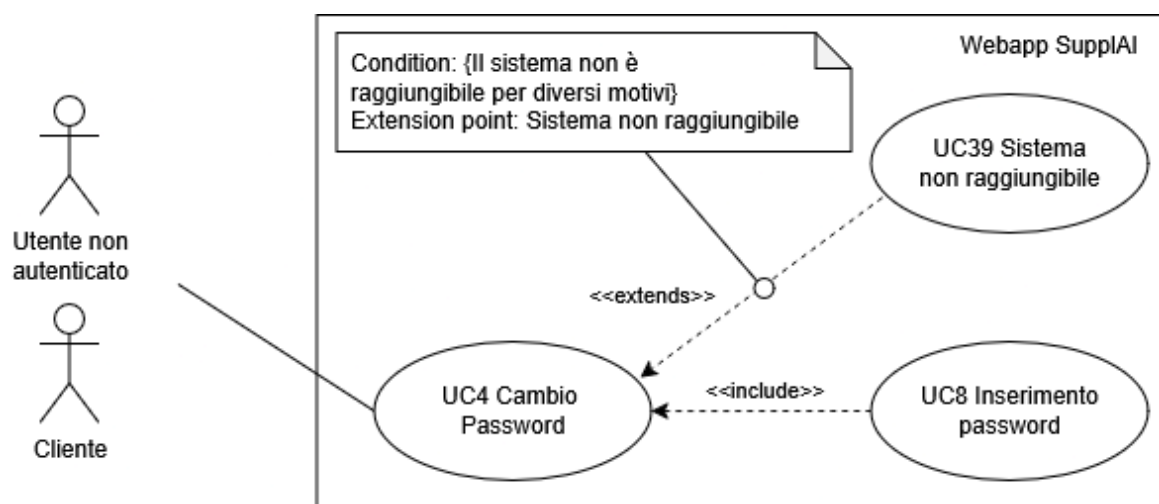 Webapp SupplAI
Condition: {Il sistema non è
raggiungibile per diversi motivi}
Extension point: Sistema non raggiungibile
UC39 Sistema
non raggiungibile
Utente non
autenticato
<<extends>>
<<include>>
UC4 Cambio
Password
UC8 Inserimento
password
Cliente